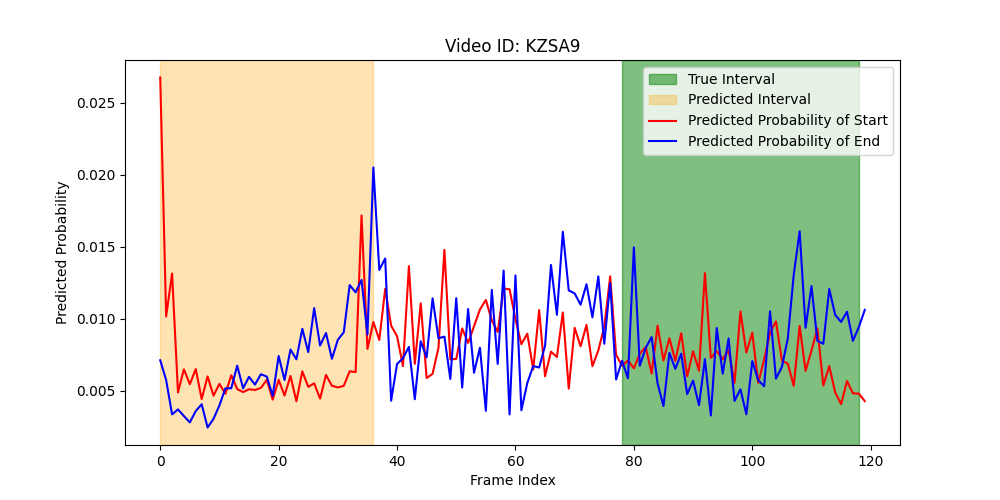 Video ID: KZSA9
True Interval
Predicted Interval
Predicted Probability of Start
Predicted Probability of End
0.025
0.020
0.015
0.010
0.005
Predicted Probability
0 20 40 60 80 100 120
Frame Index